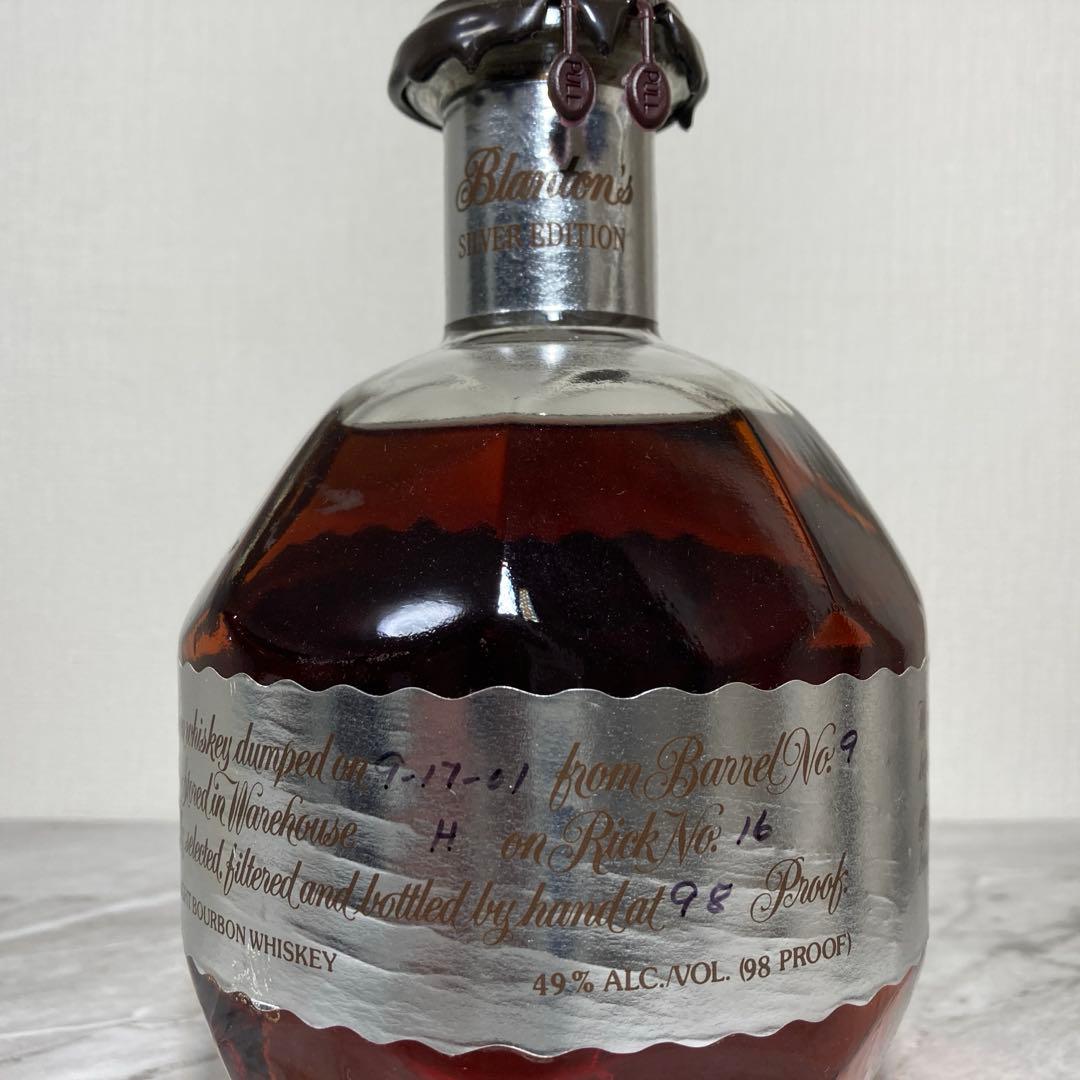 PULL PULL
Blanton's
SILVER EDITION
whiskey dumped on 9-17-01 from Barrel No. 9
stored in Warehouse H on Rick No. 16
selected, filtered and bottled by hand at 98 Proof
BOURBON WHISKEY
49% ALC./VOL. (98 PROOF)